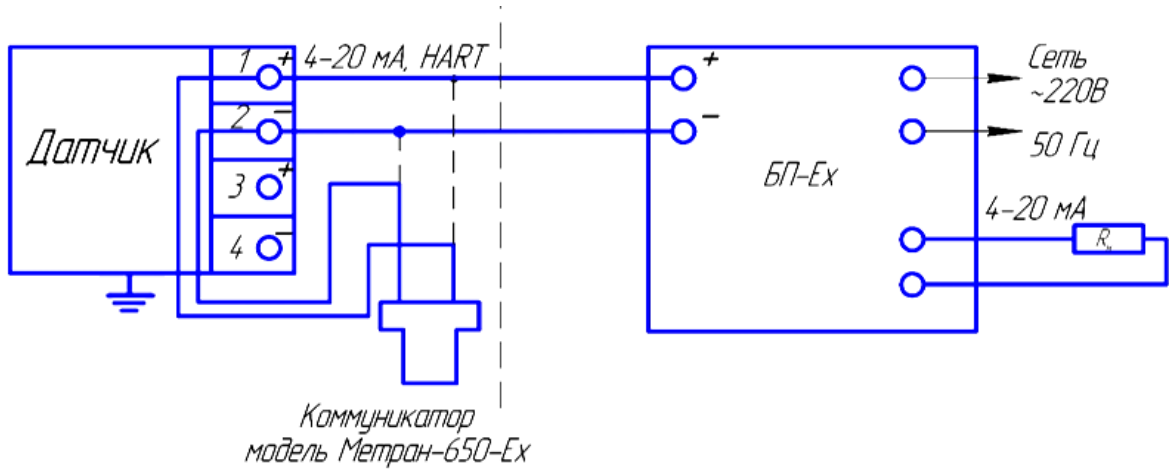 Датчик
1
+
2
−
3
+
4
−
4-20 мА, HART
+
−
БП-Ex
Сеть
~220В
50 Гц
4-20 мА
Rн
Коммуникатор
модель Метран-650-Ex